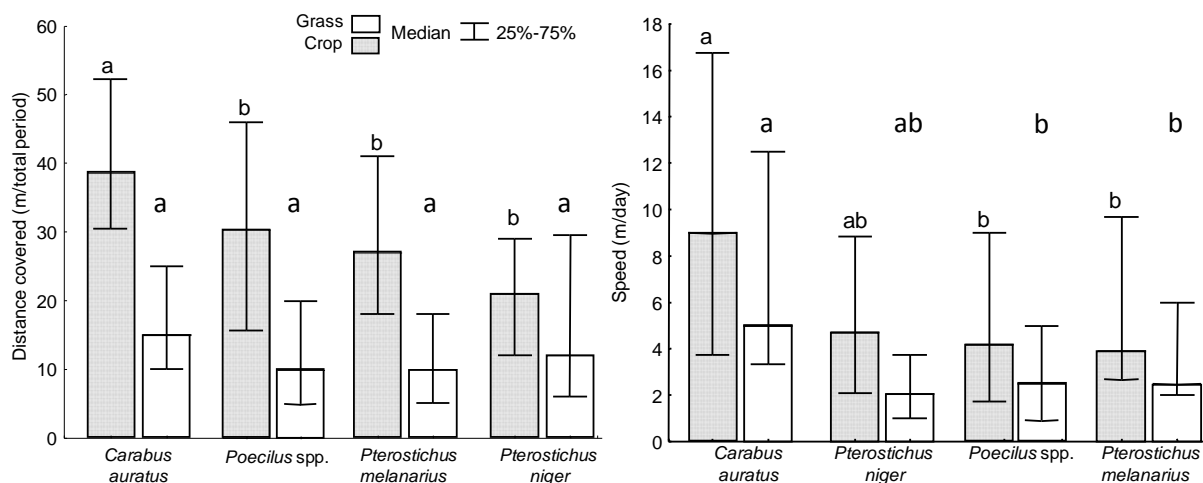 Distance covered (m/total period)
60
50
40
30
20
10
0
Grass
Crop
Median
25%-75%
a
a
b
a
b
a
b
a
Carabus
auratus
Poecilus spp.
Pterostichus
melanarius
Pterostichus
niger
Speed (m/day)
18
16
14
12
10
8
6
4
2
0
a
a
ab
ab
b
b
b
b
Carabus
auratus
Pterostichus
niger
Poecilus spp.
Pterostichus
melanarius